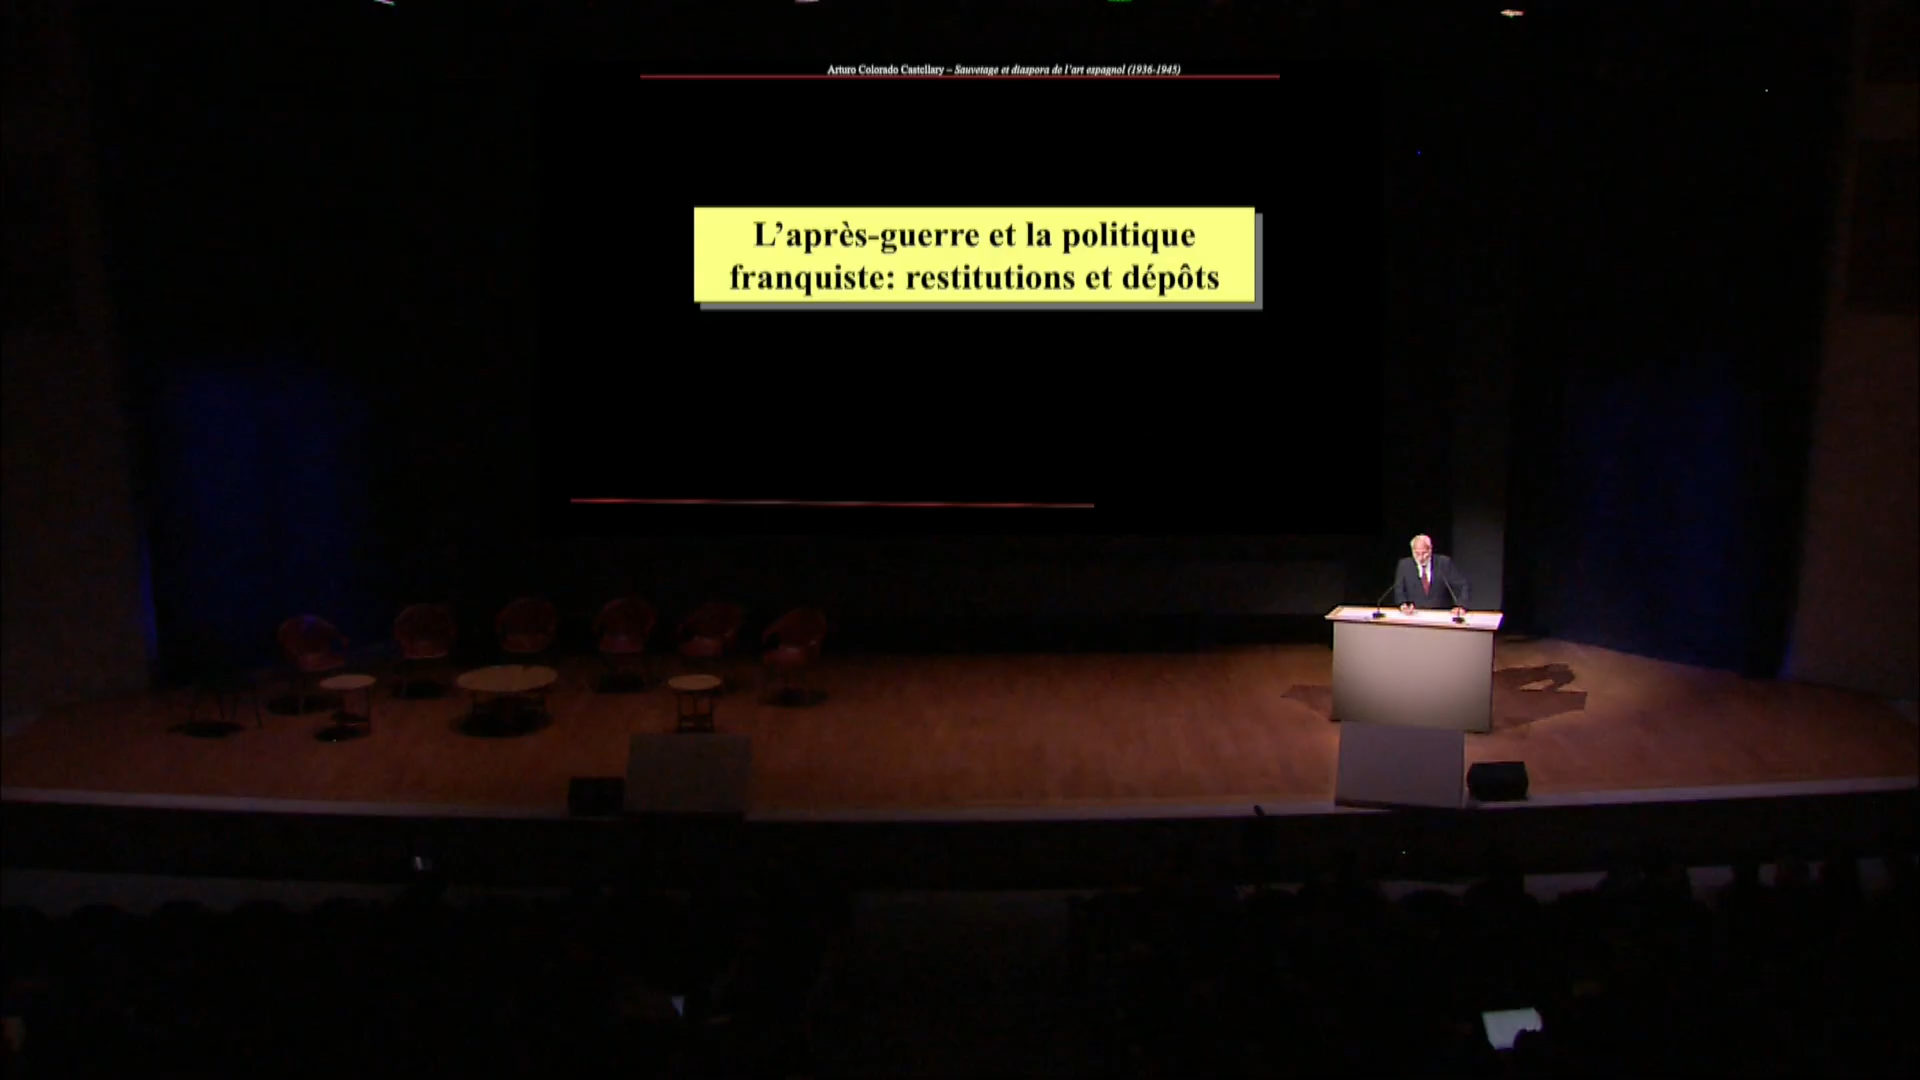 Arturo Colorado Castellary – Sauvetage et diaspora de l'art espagnol (1936-1945)
L'après-guerre et la politique
franquiste: restitutions et dépôts